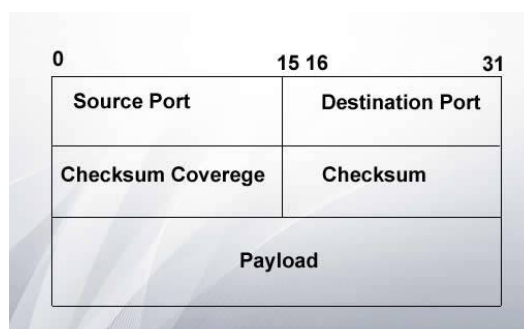 0 15 16 31
Source Port Destination Port
Checksum Coverege Checksum
Payload